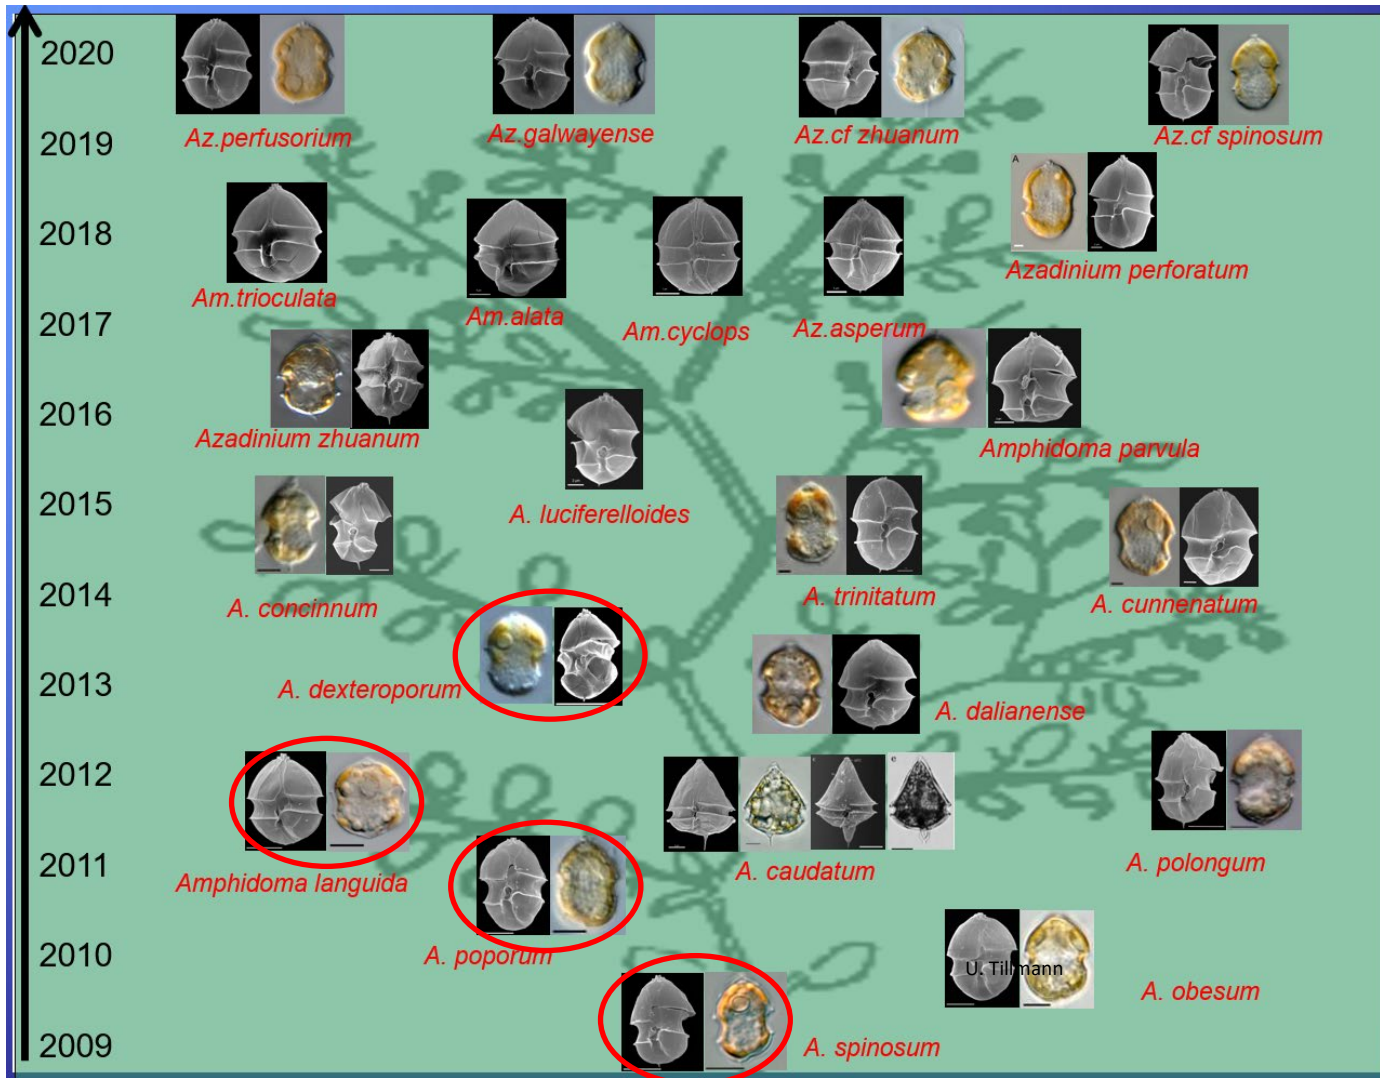 2020
Az.perfusorium
Az.galwayense
Az.cf zhuanum
Az.cf spinosum
2019
A
2018
Azadinium perforatum
Am.trioculata
Am.alata
Am.cyclops
Az.asperum
2017
2016
Azadinium zhuanum
Amphidoma parvula
2015
A. luciferelloides
2014
A. concinnum
A. trinitatum
A. cunnenatum
2013
A. dexteroporum
A. dalianense
2012
2011
Amphidoma languida
A. caudatum
A. polongum
2010
A. poporum
U. Tillmann
A. obesum
2009
A. spinosum